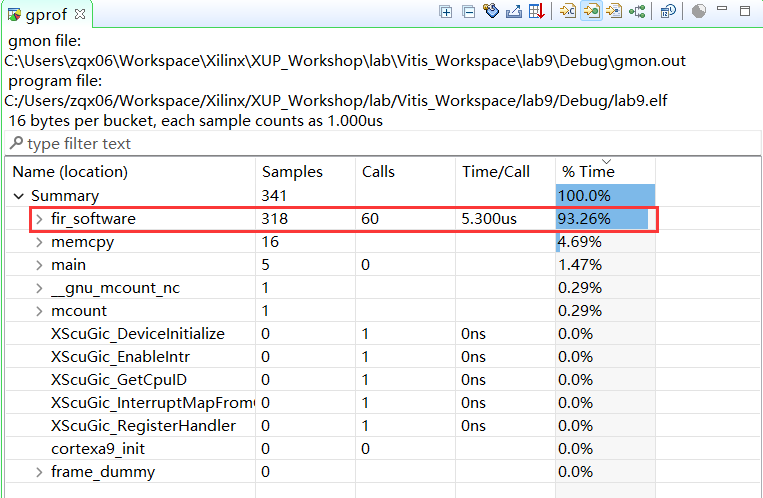 gprof
gmon file:
C:\Users\zqx06\Workspace\Xilinx\XUP_Workshop\lab\Vitis_Workspace\lab9\Debug\gmon.out
program file:
C:/Users/zqx06/Workspace/Xilinx/XUP_Workshop/lab/Vitis_Workspace/lab9/Debug/lab9.elf
16 bytes per bucket, each sample counts as 1.000us
type filter text
Name (location) Samples Calls Time/Call % Time
Summary 341 100.0%
fir_software 318 60 5.300us 93.26%
memcpy 16 4.69%
main 5 0 1.47%
__gnu_mcount_nc 1 0.29%
mcount 1 0.29%
XScuGic_DeviceInitialize 0 1 0ns 0.0%
XScuGic_EnableIntr 0 1 0ns 0.0%
XScuGic_GetCpuID 0 1 0ns 0.0%
XScuGic_InterruptMapFrom 0 1 0ns 0.0%
XScuGic_RegisterHandler 0 1 0ns 0.0%
cortexa9_init 0 0 0.0%
frame_dummy 0 0.0%